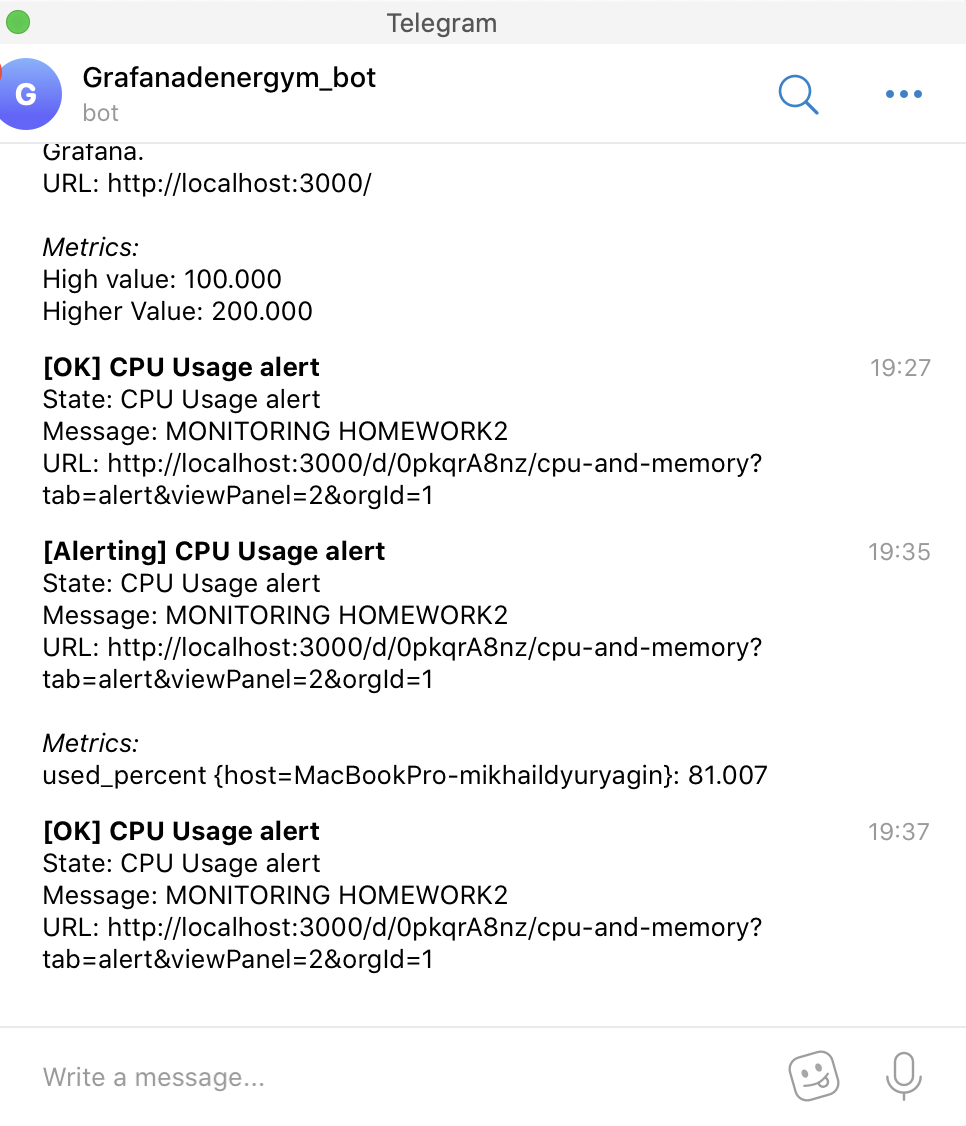 Telegram
G
Grafanadenergym_bot
bot
Grafana.
URL: http://localhost:3000/
Metrics:
High value: 100.000
Higher Value: 200.000
[OK] CPU Usage alert 19:27
State: CPU Usage alert
Message: MONITORING HOMEWORK2
URL: http://localhost:3000/d/0pkqrA8nz/cpu-and-memory?
tab=alert&viewPanel=2&orgId=1
[Alerting] CPU Usage alert 19:35
State: CPU Usage alert
Message: MONITORING HOMEWORK2
URL: http://localhost:3000/d/0pkqrA8nz/cpu-and-memory?
tab=alert&viewPanel=2&orgId=1
Metrics:
used_percent {host=MacBookPro-mikhaildyuryagin}: 81.007
[OK] CPU Usage alert 19:37
State: CPU Usage alert
Message: MONITORING HOMEWORK2
URL: http://localhost:3000/d/0pkqrA8nz/cpu-and-memory?
tab=alert&viewPanel=2&orgId=1
Write a message...